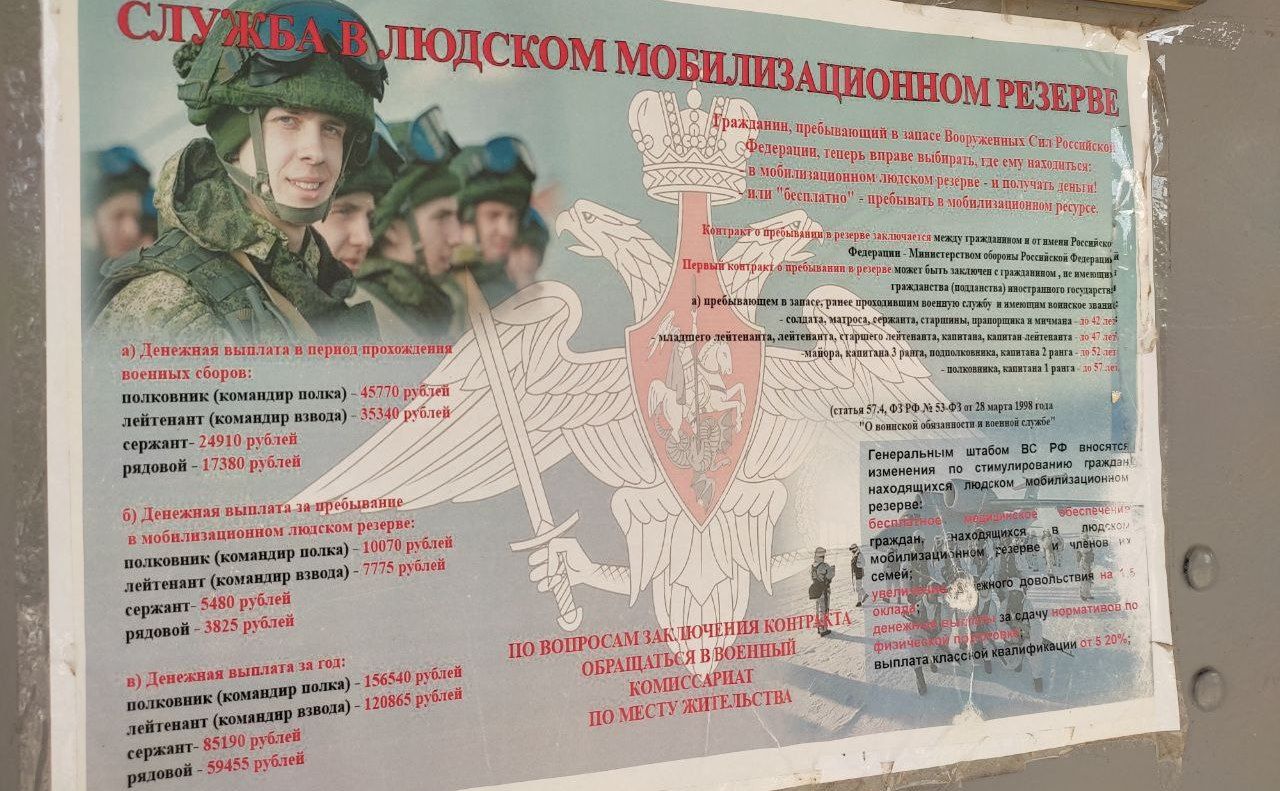 СЛУЖБА В ЛЮДСКОМ МОБИЛИЗАЦИОННОМ РЕЗЕРВЕ
Гражданин, пребывающий в запасе Вооруженных Сил Российской
Федерации, теперь вправе выбирать, где ему находиться:
- в мобилизационном людском резерве - и получать деньги!
- или "бесплатно" - пребывать в мобилизационном ресурсе.
Контракт о пребывании в резерве заключается между гражданином и от имени Российской
Федерации - Министерством обороны Российской Федерации
Первый контракт о пребывании в резерве может быть заключен с гражданином , не имеющим
гражданства (подданства) иностранного государства
а) пребывающем в запасе, ранее проходившим военную службу и имеющим воинское звание
- солдата, матроса, сержанта, старшины, прапорщика и мичмана - до 42 лет
- младшего лейтенанта, лейтенанта, старшего лейтенанта, капитана, капитан-лейтенанта - до 47 лет
-майора, капитана 3 ранга, подполковника, капитана 2 ранга - до 52 лет
- полковника, капитана 1 ранга - до 57 лет
(статья 57.4, ФЗ РФ № 53-ФЗ от 28 марта 1998 года
"О воинской обязанности и военной службе"
а) Денежная выплата в период прохождения
военных сборов:
полковник (командир полка) - 45770 рублей
лейтенант (командир взвода) - 35340 рублей
сержант- 24910 рублей
рядовой - 17380 рублей
б) Денежная выплата за пребывание
в мобилизационном людском резерве:
полковник (командир полка) - 10070 рублей
лейтенант (командир взвода) - 7775 рублей
сержант- 5480 рублей
рядовой - 3825 рублей
в) Денежная выплата за год:
полковник (командир полка) - 156540 рублей
лейтенант (командир взвода) - 120865 рублей
сержант- 85190 рублей
рядовой - 59455 рублей
Генеральным штабом ВС РФ вносятся
изменения по стимулированию граждан
находящихся людском мобилизационном
резерве:
бесплатное медицинское обеспечение
граждан, находящихся в людском
мобилизационном резерве и членов их
семей;
увеличение довольствия на 1,5
оклада;
денежные выплаты за сдачу нормативов по
физической подготовке;
выплата классной квалификации от 5 20%;
ПО ВОПРОСАМ ЗАКЛЮЧЕНИЯ КОНТРАКТА
ОБРАЩАТЬСЯ В ВОЕННЫЙ
КОМИССАРИАТ
ПО МЕСТУ ЖИТЕЛЬСТВА